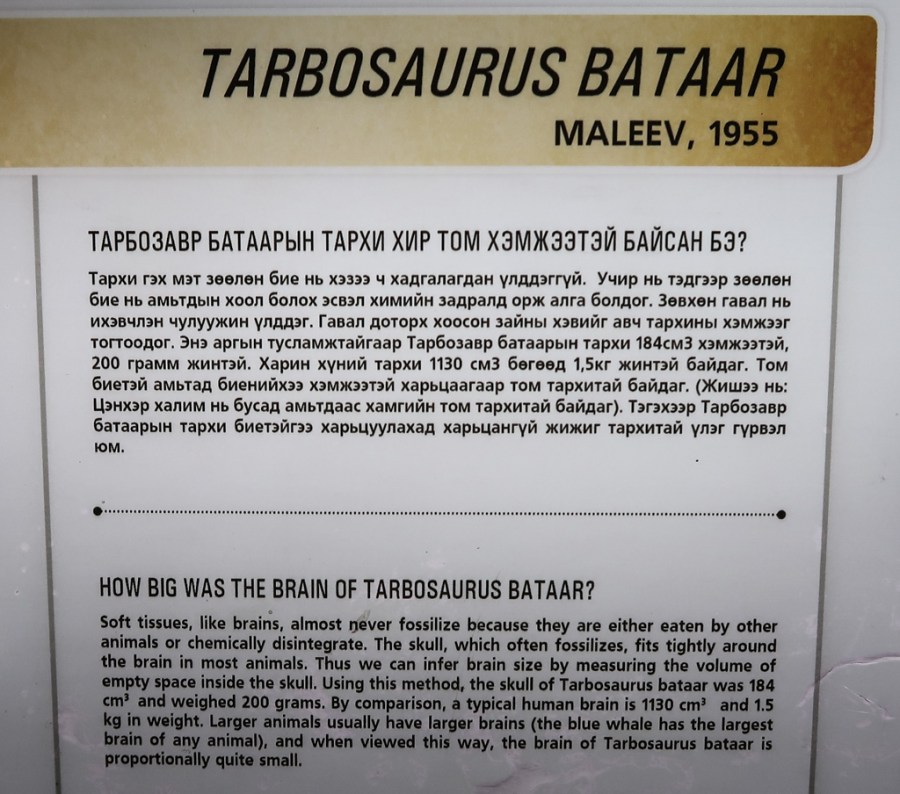 TARBOSAURUS BATAAR
MALEEV, 1955
ТАРБОЗАВР БАТААРЫН ТАРХИ ХИР ТОМ ХЭМЖЭЭТЭЙ БАЙСАН БЭ?
Тархи гэх мэт зөөлөн бие нь хэзээ ч хадгалагдан үлддэггүй. Учир нь тэдгээр зөөлөн
бие нь амьтдын хоол болох эсвэл химийн задралд орж алга болдог. Зөвхөн гавал нь
ихэвчлэн чулуужин үлддэг. Гавал доторх хоосон зайны хэвийг авч тархины хэмжээг
тогтоодог. Энэ аргын тусламжтайгаар Тарбозавр батаарын тархи 184см3 хэмжээтэй,
200 грамм жинтэй. Харин хүний тархи 1130 см3 бөгөөд 1,5кг жинтэй байдаг. Том
биетэй амьтад биенийхээ хэмжээтэй харьцаагаар том тархитай байдаг. (Жишээ нь:
Цэнхэр халим нь бусад амьтдаас хамгийн том тархитай байдаг). Тэгэхээр Тарбозавр
батаарын тархи биетэйгээ харьцуулахад харьцангүй жижиг тархитай үлэг гүрвэл
юм.
HOW BIG WAS THE BRAIN OF TARBOSAURUS BATAAR?
Soft tissues, like brains, almost never fossilize because they are either eaten by other
animals or chemically disintegrate. The skull, which often fossilizes, fits tightly around
the brain in most animals. Thus we can infer brain size by measuring the volume of
empty space inside the skull. Using this method, the skull of Tarbosaurus bataar was 184
cm³ and weighed 200 grams. By comparison, a typical human brain is 1130 cm³ and 1.5
kg in weight. Larger animals usually have larger brains (the blue whale has the largest
brain of any animal), and when viewed this way, the brain of Tarbosaurus bataar is
proportionally quite small.